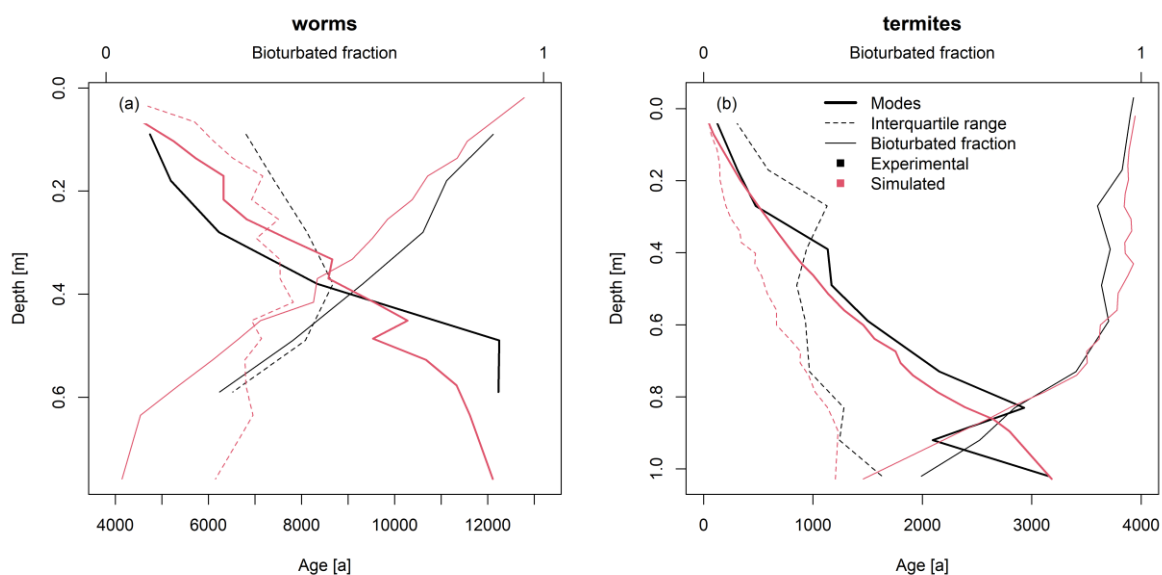 worms
0 1
Bioturbated fraction
(a)
0.0
0.2
0.4
0.6
Depth [m]
4000 6000 8000 10000 12000
Age [a]
termites
0 1
Bioturbated fraction
(b)
Modes
Interquartile range
Bioturbated fraction
Experimental
Simulated
0.0
0.2
0.4
0.6
0.8
1.0
Depth [m]
0 1000 2000 3000 4000
Age [a]